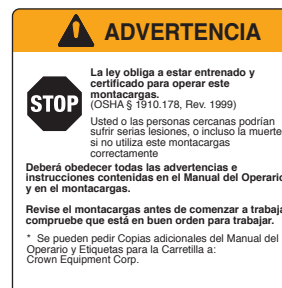 ADVERTENCIA
STOP
La ley obliga a estar entrenado y
certificado para operar este
montacargas.
(OSHA § 1910.178, Rev. 1999)
Usted o las personas cercanas podrían
sufrir serias lesiones, o incluso la muerte
si no utiliza este montacargas
correctamente
Deberá obedecer todas las advertencias e
instrucciones contenidas en el Manual del Operario
y en el montacargas.
Revise el montacargas antes de comenzar a trabaja
compruebe que está en buen orden para trabajar.
* Se pueden pedir Copias adicionales del Manual del
Operario y Etiquetas para la Carretilla a:
Crown Equipment Corp.